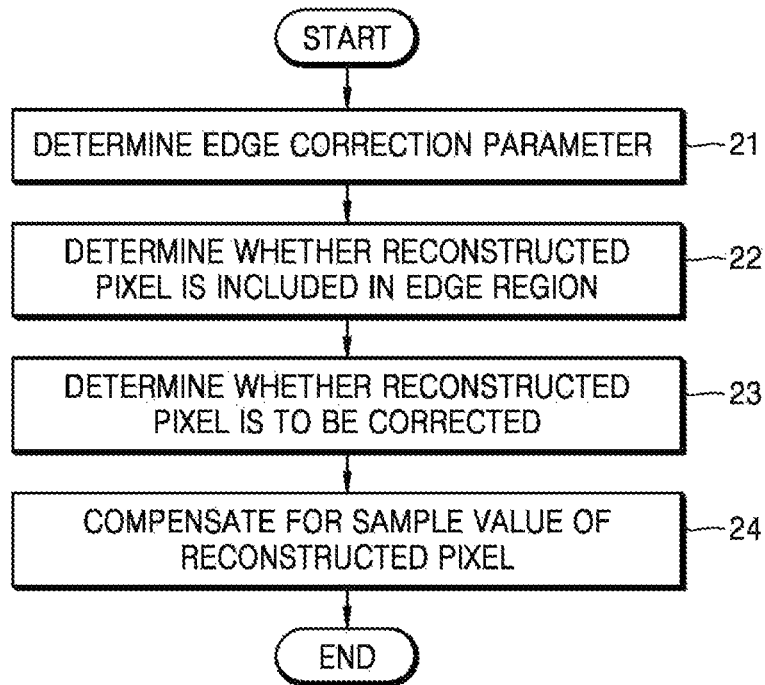 START
DETERMINE EDGE CORRECTION PARAMETER
21
DETERMINE WHETHER RECONSTRUCTED
PIXEL IS INCLUDED IN EDGE REGION
22
DETERMINE WHETHER RECONSTRUCTED
PIXEL IS TO BE CORRECTED
23
COMPENSATE FOR SAMPLE VALUE OF
RECONSTRUCTED PIXEL
24
END